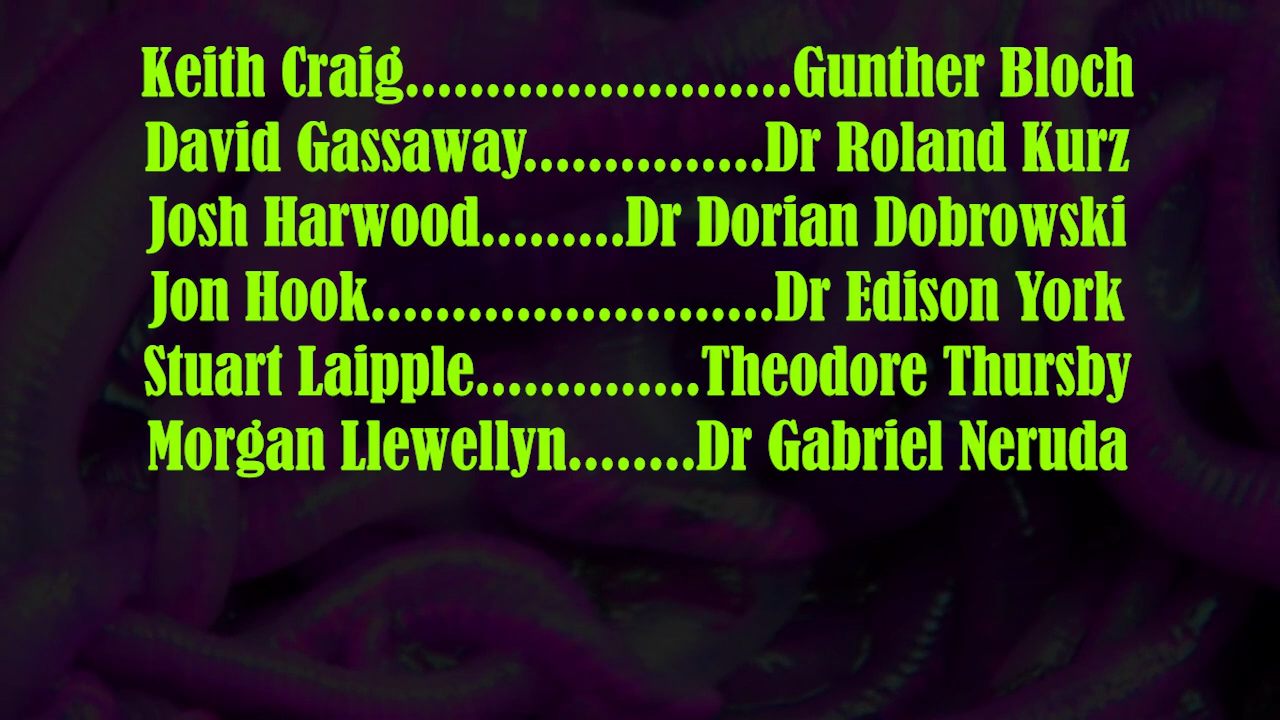 Keith Craig........................Gunther Bloch
David Gassaway...............Dr Roland Kurz
Josh Harwood.........Dr Dorian Dobrowski
Jon Hook.........................Dr Edison York
Stuart Laipple..............Theodore Thursby
Morgan Llewellyn........Dr Gabriel Neruda